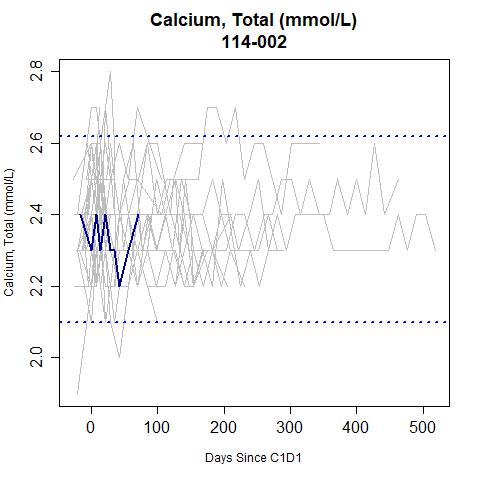 Calcium, Total (mmol/L)
114-002
Calcium, Total (mmol/L)
2.8
2.6
2.4
2.2
2.0
0 100 200 300 400 500
Days Since C1D1